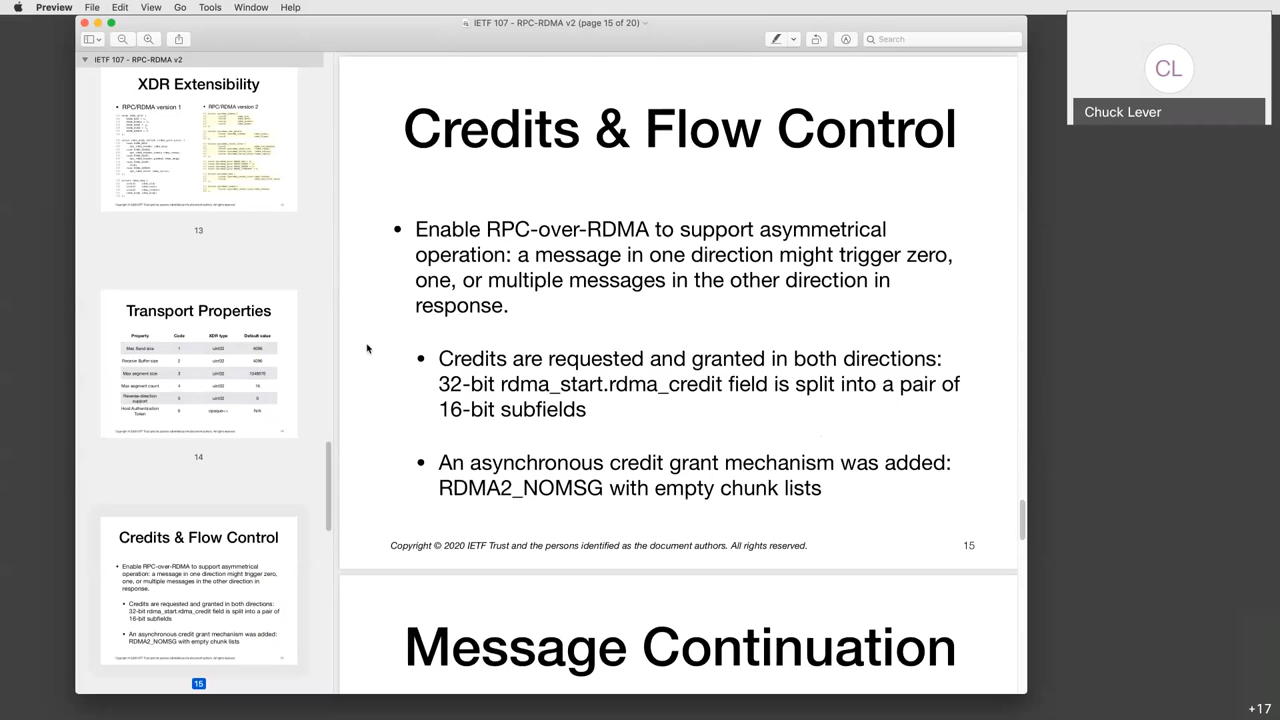 Preview File Edit View Go Tools Window Help
IETF 107 - RPC-RDMA v2 (page 15 of 20)
Search
IETF 107 - RPC-RDMA v2
XDR Extensibility
• RPC/RDMA version 1
• RPC/RDMA version 2
13
Transport Properties
Property Code XDR type Default value
Max Send size 1 uint32 4096
Receive Buffer size 2 uint32 4096
Max segment size 3 uint32 1048576
Max segment count 4 uint32 16
Reverse-direction support 5 uint32 0
Host Authentication Token 6 opaque<> N/A
14
Credits & Flow Control
• Enable RPC-over-RDMA to support asymmetrical
operation: a message in one direction might trigger zero,
one, or multiple messages in the other direction in
response.
• Credits are requested and granted in both directions:
32-bit rdma_start.rdma_credit field is split into a pair of
16-bit subfields
• An asynchronous credit grant mechanism was added:
RDMA2_NOMSG with empty chunk lists
15
Credits & Flow Control
• Enable RPC-over-RDMA to support asymmetrical
operation: a message in one direction might trigger zero,
one, or multiple messages in the other direction in
response.
• Credits are requested and granted in both directions:
32-bit rdma_start.rdma_credit field is split into a pair of
16-bit subfields
• An asynchronous credit grant mechanism was added:
RDMA2_NOMSG with empty chunk lists
Copyright © 2020 IETF Trust and the persons identified as the document authors. All rights reserved.
15
Message Continuation
CL
Chuck Lever
+17